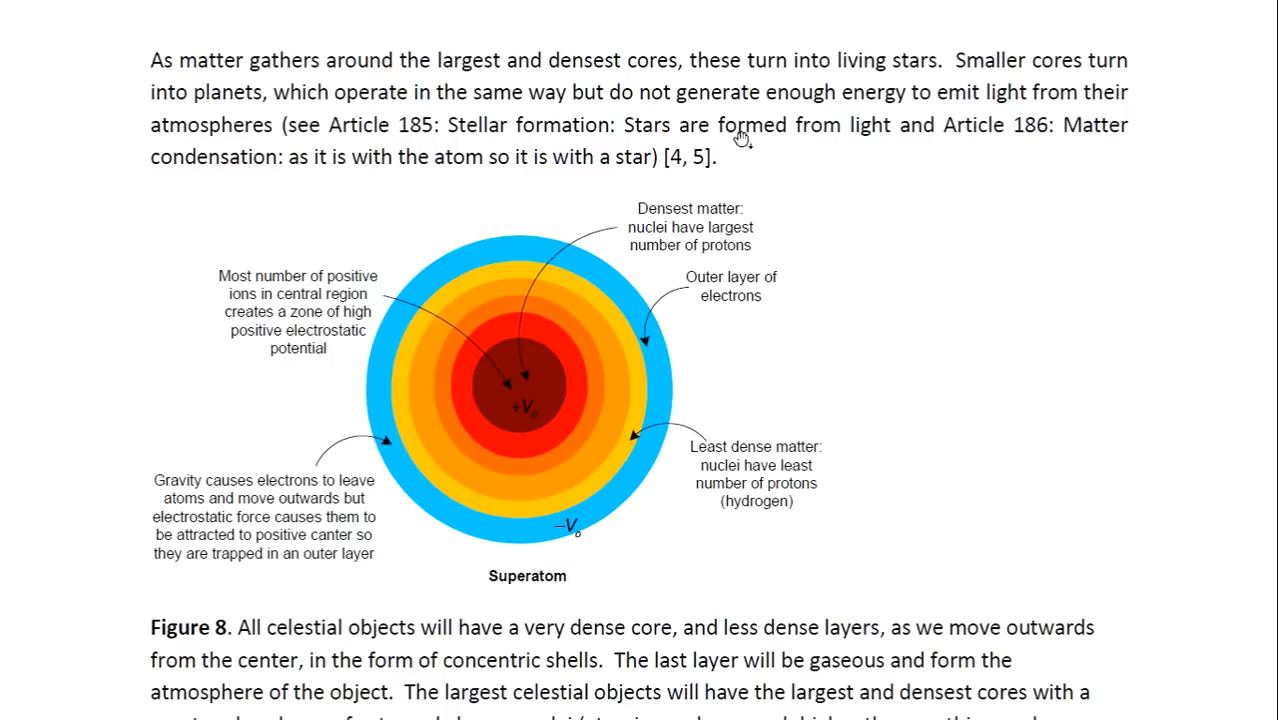 As matter gathers around the largest and densest cores, these turn into living stars.  Smaller cores turn
into planets, which operate in the same way but do not generate enough energy to emit light from their
atmospheres (see Article 185: Stellar formation: Stars are formed from light and Article 186: Matter
condensation: as it is with the atom so it is with a star) [4, 5].
Densest matter:
nuclei have largest
number of protons
Most number of positive
ions in central region
creates a zone of high
positive electrostatic
potential
Outer layer of
electrons
+V
Least dense matter:
nuclei have least
number of protons
(hydrogen)
Gravity causes electrons to leave
atoms and move outwards but
electrostatic force causes them to
be attracted to positive canter so
they are trapped in an outer layer
–Vo
Superatom
Figure 8. All celestial objects will have a very dense core, and less dense layers, as we move outwards
from the center, in the form of concentric shells.  The last layer will be gaseous and form the
atmosphere of the object.  The largest celestial objects will have the largest and densest cores with a